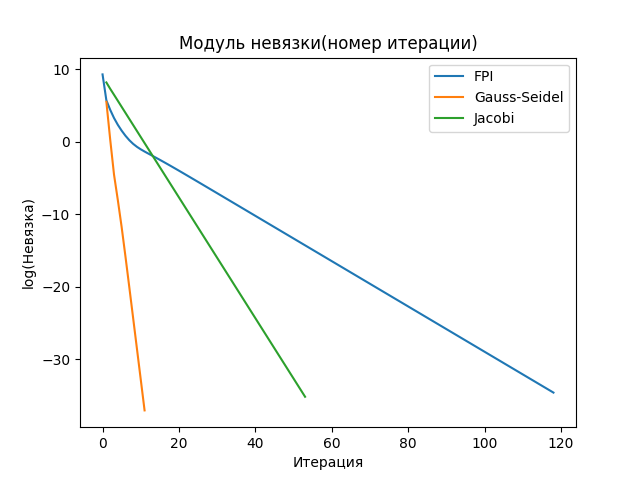 Модуль невязки(номер итерации)
FPI
Gauss-Seidel
Jacobi
log(Невязка)
10
0
−10
−20
−30
0 20 40 60 80 100 120
Итерация